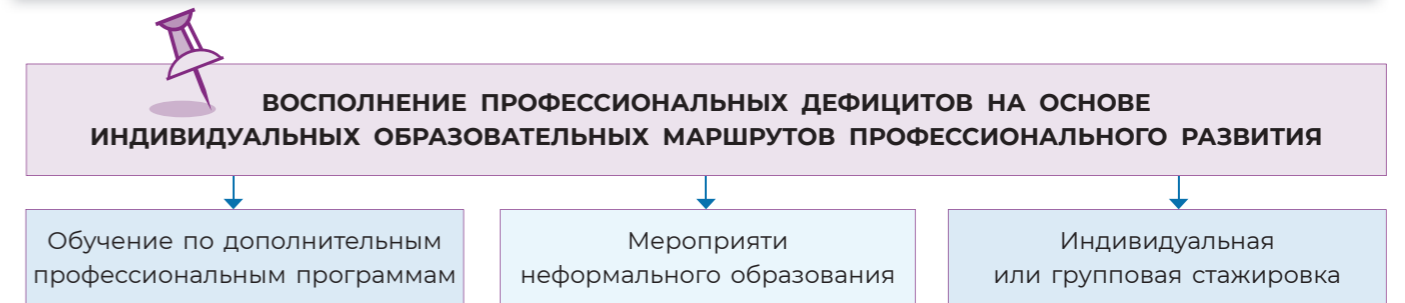 ВОСПОЛНЕНИЕ ПРОФЕССИОНАЛЬНЫХ ДЕФИЦИТОВ НА ОСНОВЕ
ИНДИВИДУАЛЬНЫХ ОБРАЗОВАТЕЛЬНЫХ МАРШРУТОВ ПРОФЕССИОНАЛЬНОГО РАЗВИТИЯ
Обучение по дополнительным
профессиональным программам
Мероприяти
неформального образования
Индивидуальная
или групповая стажировка